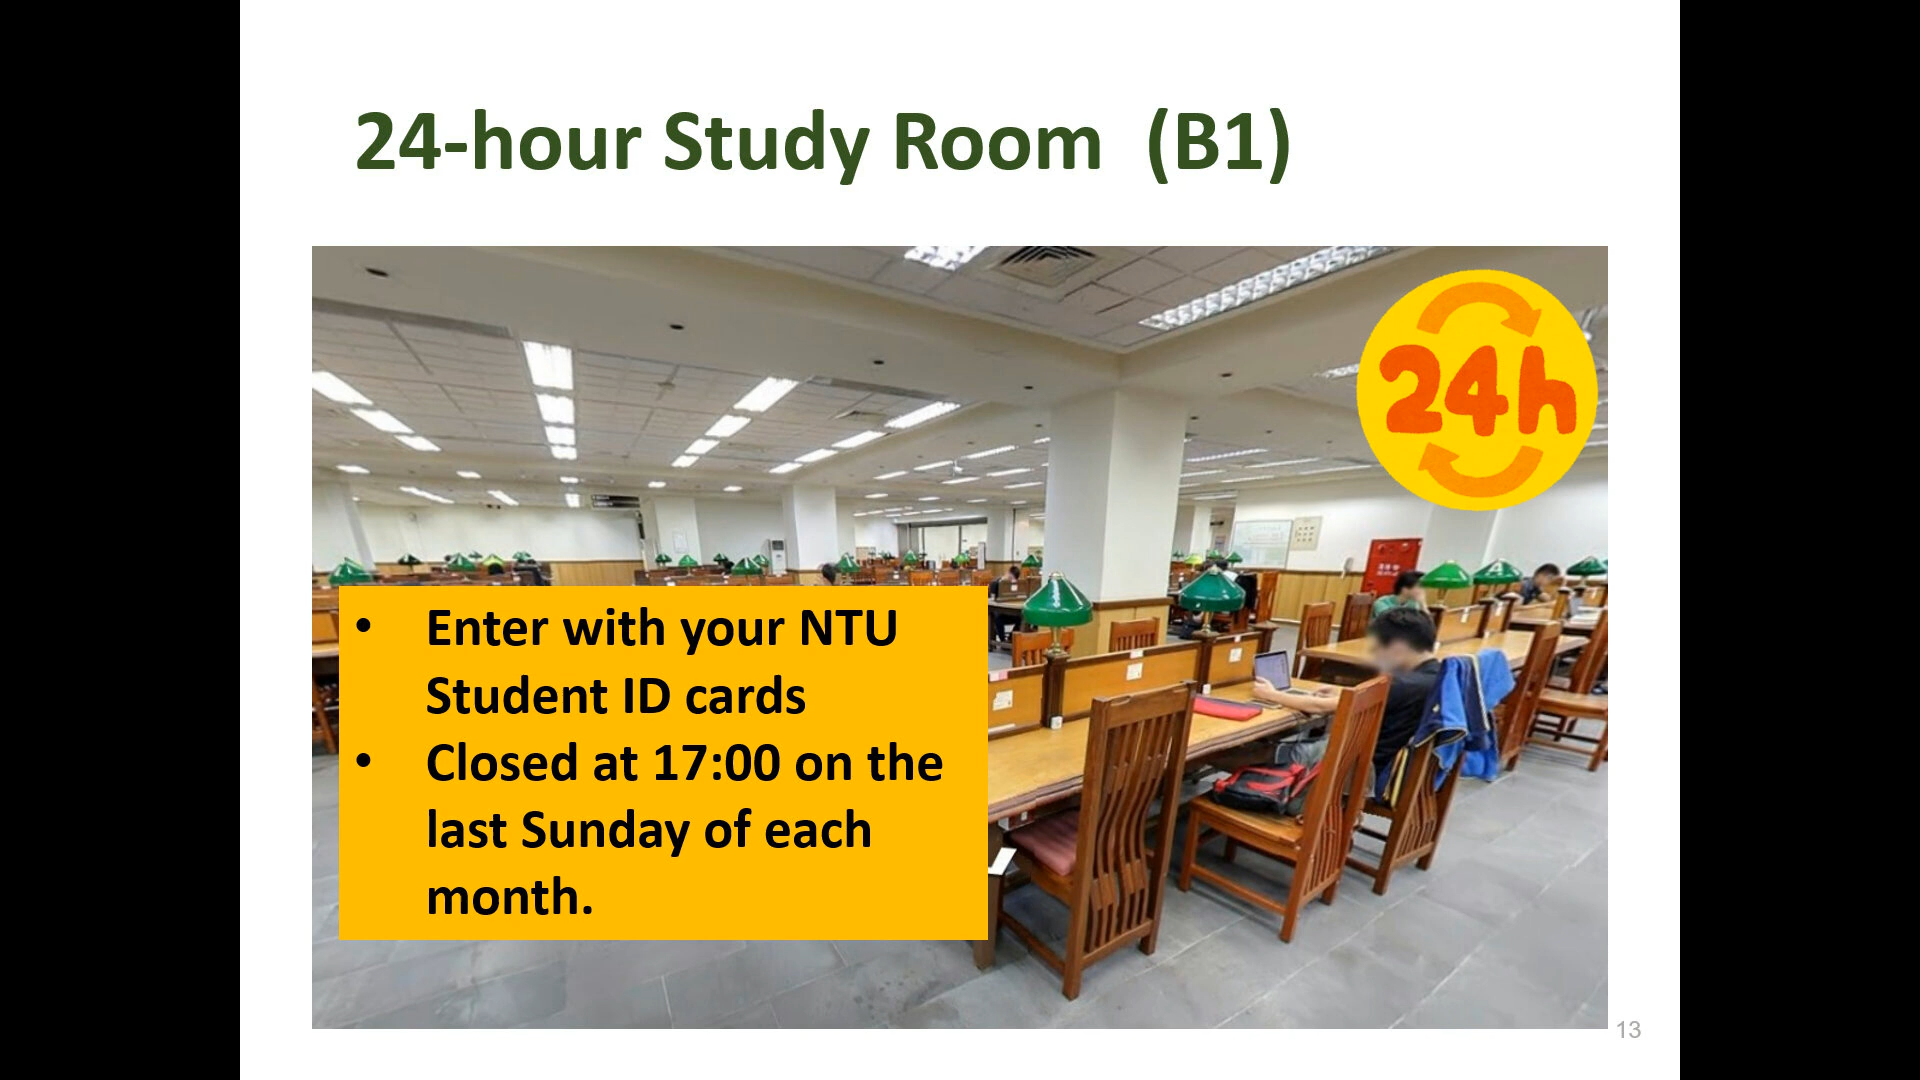 24-hour Study Room (B1)
24h
• Enter with your NTU
Student ID cards
• Closed at 17:00 on the
last Sunday of each
month.
13